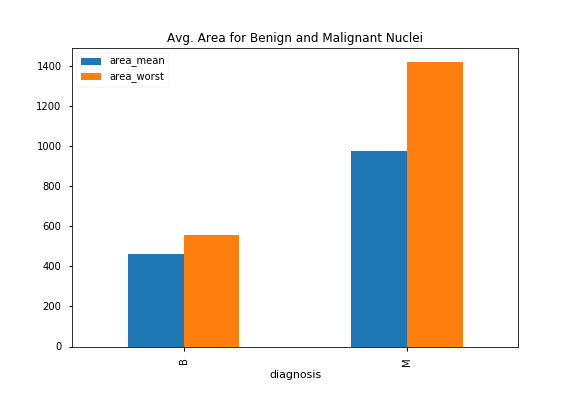 Avg. Area for Benign and Malignant Nuclei
area_mean
area_worst
1400
1200
1000
800
600
400
200
0
B
M
diagnosis